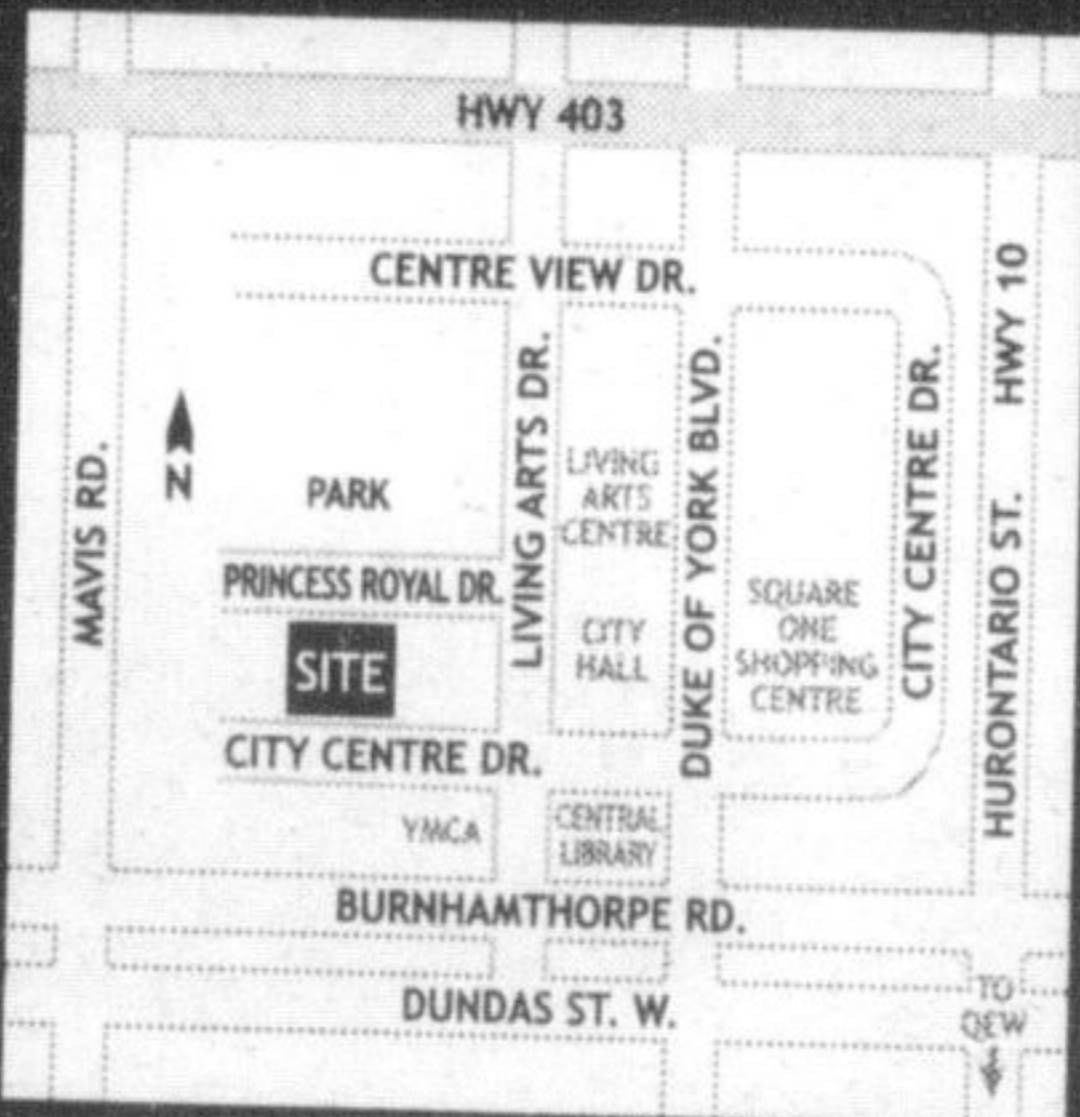 HWY 403
CENTRE VIEW DR.
HWY 10
MAVIS RD.
N
PARK
LIVING ARTS DR.
LIVING
ARTS
CENTRE
DUKE OF YORK BLVD.
CITY CENTRE DR.
HURONTARIO ST.
PRINCESS ROYAL DR.
SITE
CITY
HALL
SQUARE
ONE
SHOPPING
CENTRE
CITY CENTRE DR.
YMCA
CENTRAL
LIBRARY
BURNHAMTHORPE RD.
DUNDAS ST. W.
TO
QEW